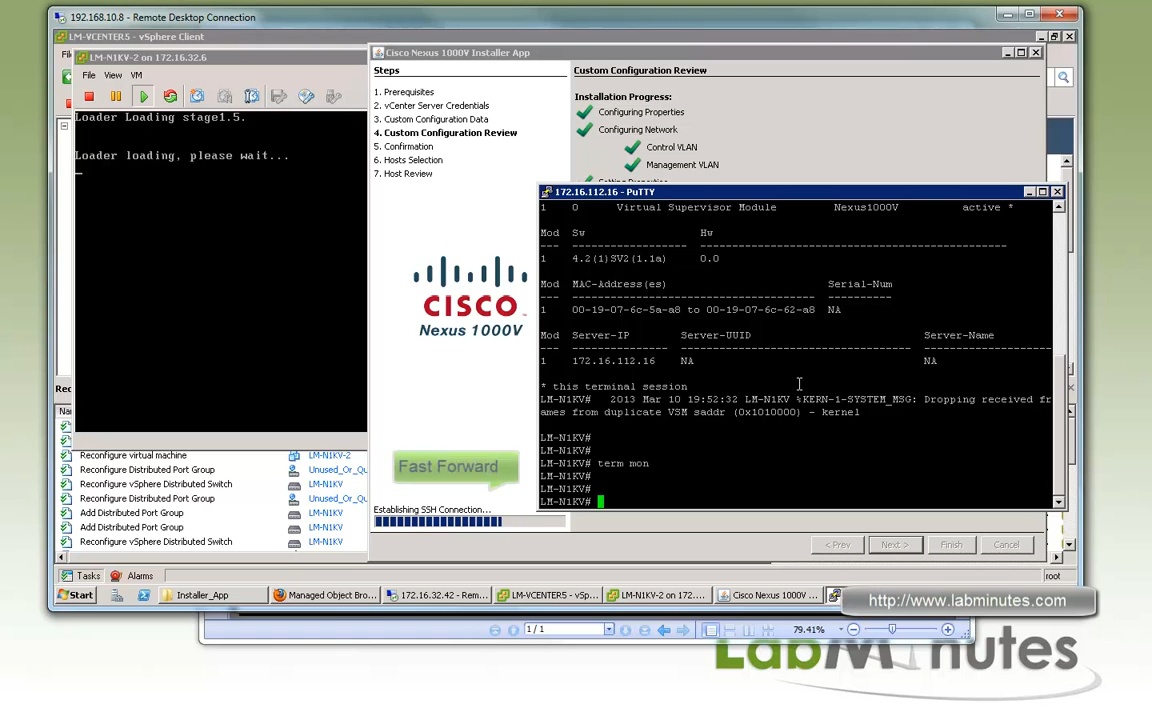 192.168.10.8 - Remote Desktop Connection
LM-VCENTER5 - vSphere Client
LM-N1KV-2 on 172.16.32.6
File View VM
Loader Loading stage1.5.
Loader loading, please wait...
Cisco Nexus 1000V Installer App
Steps
1. Prerequisites
2. vCenter Server Credentials
3. Custom Configuration Data
4. Custom Configuration Review
5. Confirmation
6. Hosts Selection
7. Host Review
CISCO
Nexus 1000V
Custom Configuration Review
Installation Progress:
Configuring Properties
Configuring Network
Control VLAN
Management VLAN
172.16.112.16 - PuTTY
1 0 Virtual Supervisor Module Nexus1000V active *
Mod Sw Hw
--- ------------------ ------------------------------------------------
1 4.2(1)SV2(1.1a) 0.0
Mod MAC-Address(es) Serial-Num
--- -------------------------------------- ----------
1 00-19-07-6c-5a-a8 to 00-19-07-6c-62-a8 NA
Mod Server-IP Server-UUID Server-Name
--- --------------- ------------------------------------ --------------------
1 172.16.112.16 NA NA
* this terminal session
LM-N1KV# 2013 Mar 10 19:52:32 LM-N1KV %KERN-1-SYSTEM_MSG: Dropping received fr
ames from duplicate VSM saddr (0x1010000) - kernel
LM-N1KV#
LM-N1KV#
LM-N1KV# term mon
LM-N1KV#
LM-N1KV#
LM-N1KV#
Fast Forward
Establishing SSH Connection...
< Prev Next > Finish Cancel
Rec
Na
Reconfigure virtual machine LM-N1KV-2
Reconfigure Distributed Port Group Unused_Or_Qu
Reconfigure vSphere Distributed Switch LM-N1KV
Reconfigure Distributed Port Group Unused_Or_Qu
Add Distributed Port Group LM-N1KV
Add Distributed Port Group LM-N1KV
Reconfigure vSphere Distributed Switch LM-N1KV
Tasks Alarms root
Start Installer_App Managed Object Bro... 172.16.32.42 - Rem... LM-VCENTER5 - vSp... LM-N1KV-2 on 172.... Cisco Nexus 1000V ...
http://www.labminutes.com
1 / 1 79.41%
LabMinutes